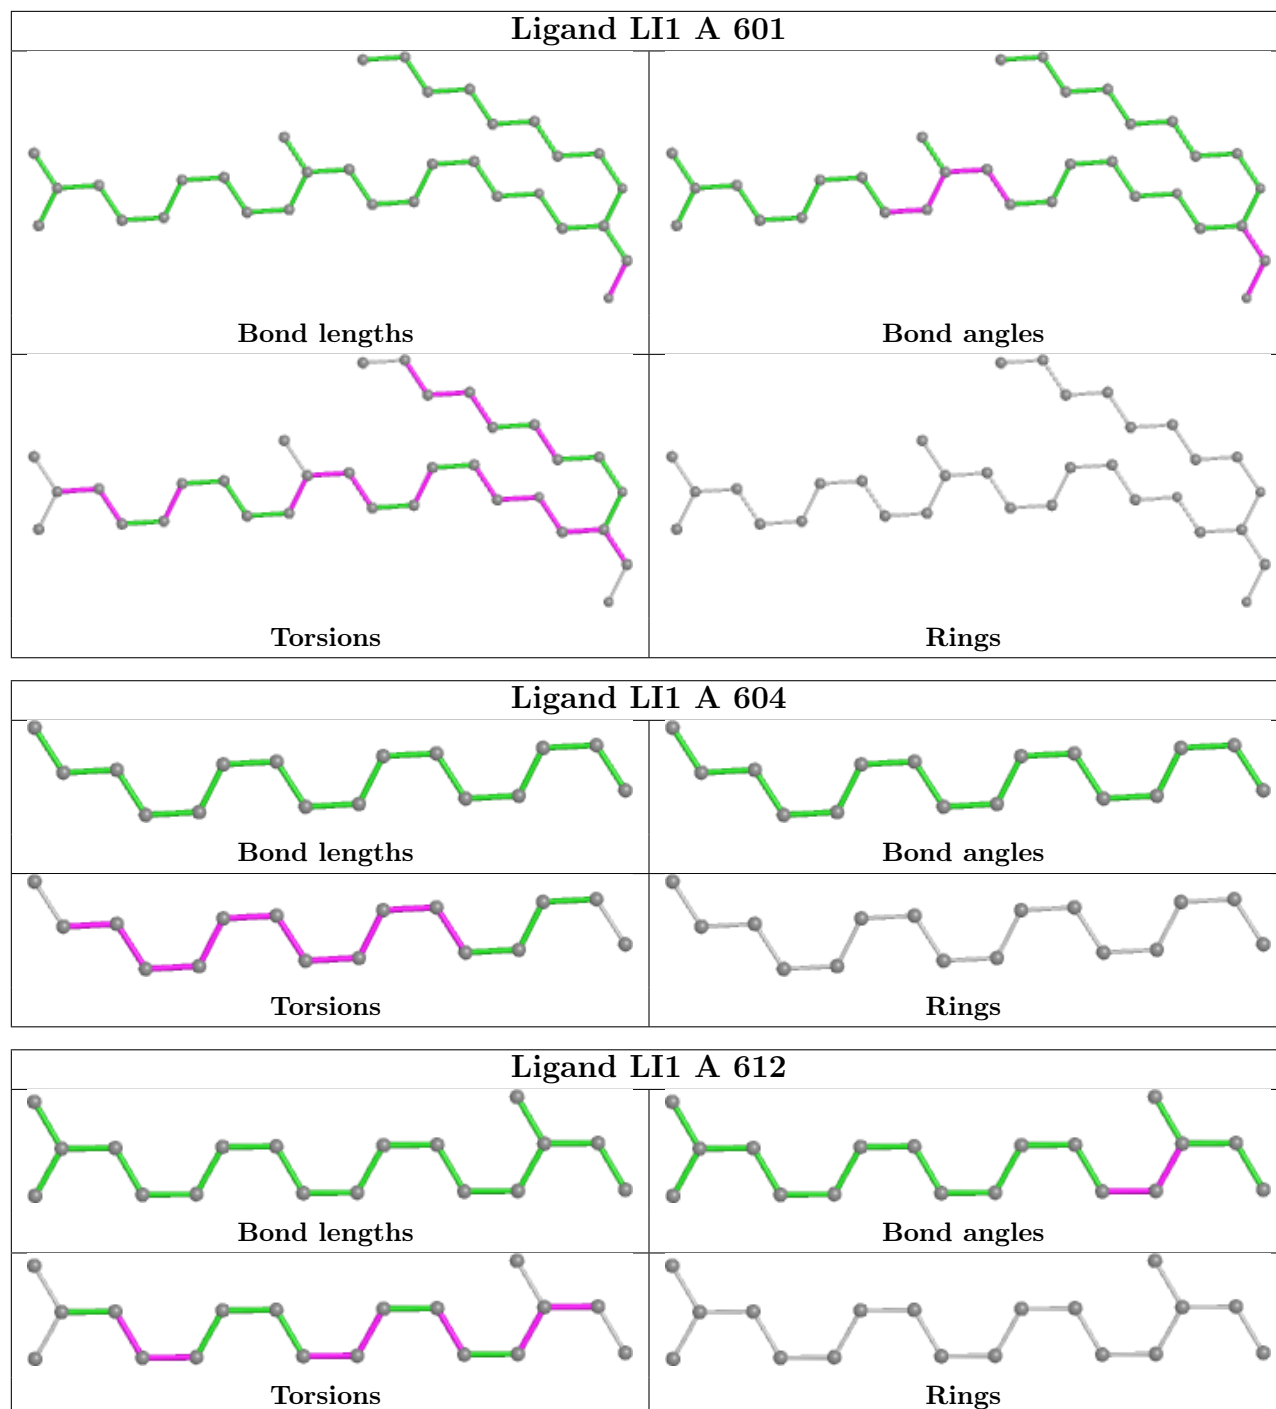 Ligand LI1 A 601
Bond lengths
Bond angles
Torsions
Rings
Ligand LI1 A 604
Bond lengths
Bond angles
Torsions
Rings
Ligand LI1 A 612
Bond lengths
Bond angles
Torsions
Rings